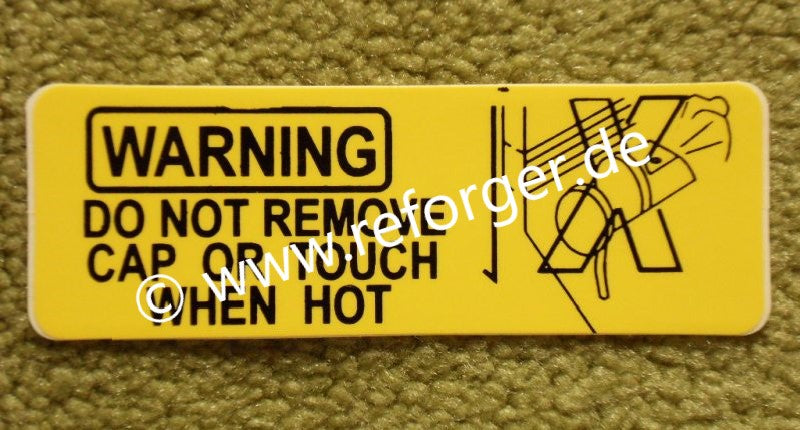 WARNING
DO NOT REMOVE
CAP OR TOUCH
WHEN HOT
© www.reforger.de